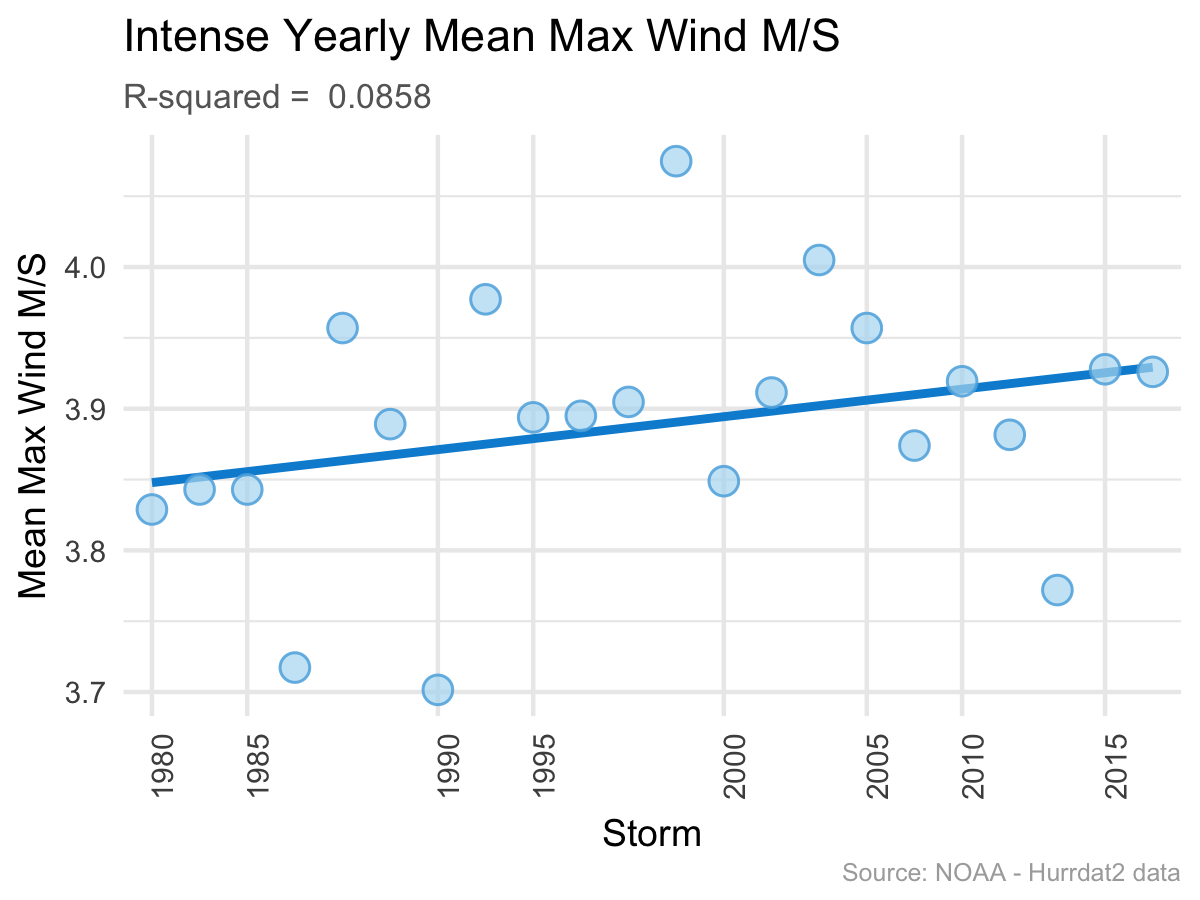 Intense Yearly Mean Max Wind M/S
R-squared =  0.0858
Mean Max Wind M/S
4.0
3.9
3.8
3.7
1980
1985
1990
1995
2000
2005
2010
2015
Storm
Source: NOAA - Hurrdat2 data